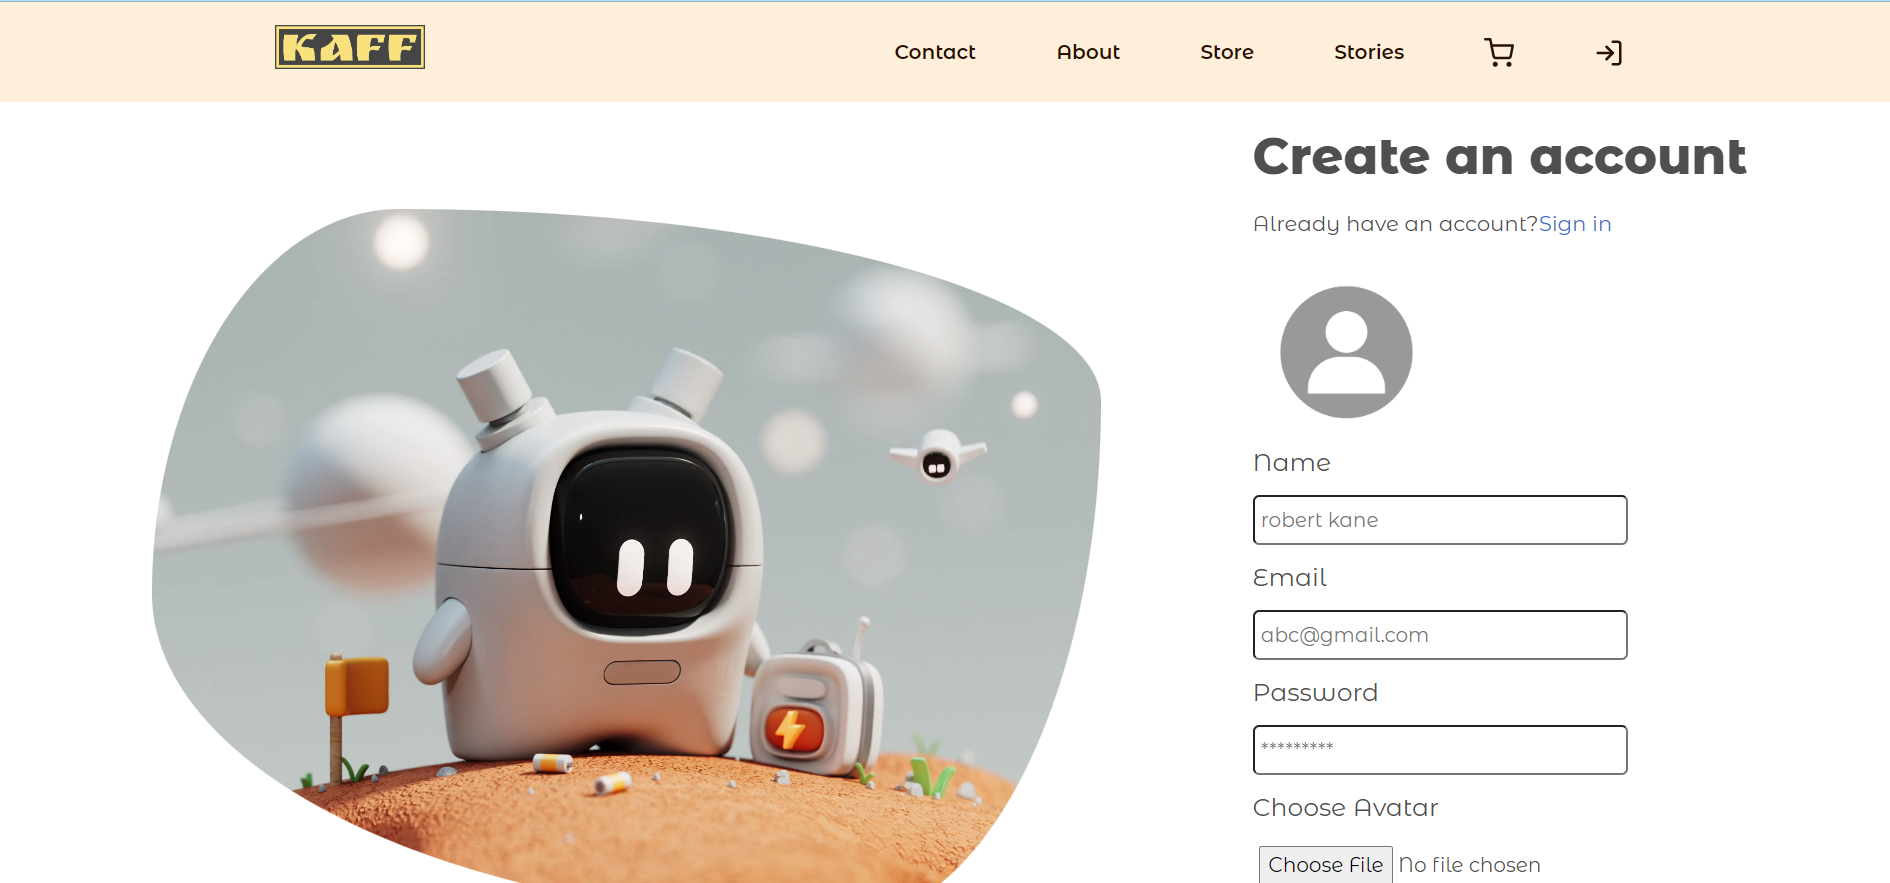 KAFF
Contact About Store Stories
Create an account
Already have an account?Sign in
Name
robert kane
Email
abc@gmail.com
Password
*********
Choose Avatar
Choose File No file chosen